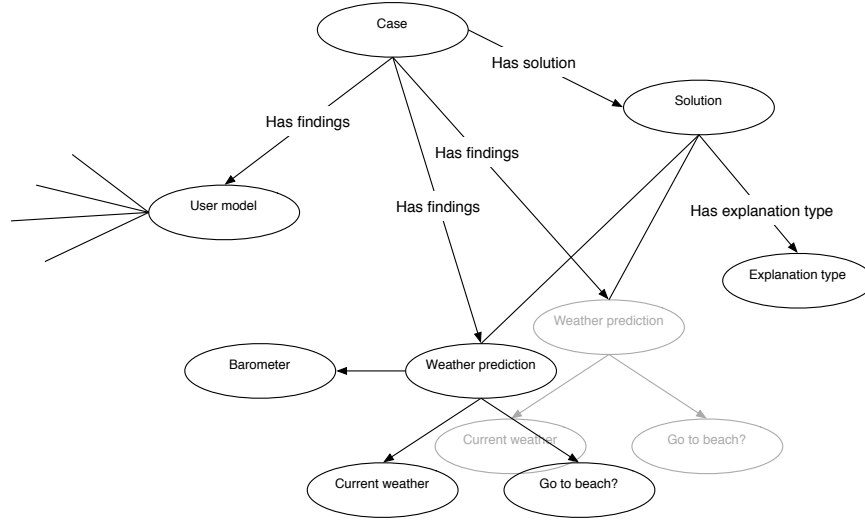 Case
Has solution
Solution
Has findings
Has findings
User model
Has findings
Has explanation type
Explanation type
Weather prediction
Barometer
Weather prediction
Current weather
Go to beach?
Current weather
Go to beach?